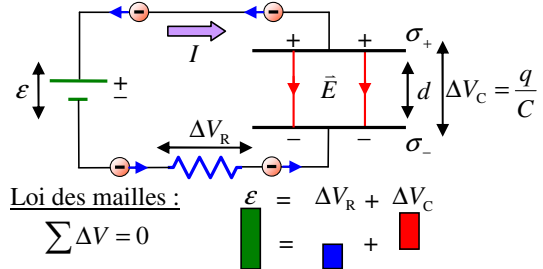 I
ε
+
−
+ +
σ₊
E⃗
d
ΔV_C = q/C
− −
σ₋
ΔV_R
− − − −
Loi des mailles :
∑ΔV = 0
ε = ΔV_R + ΔV_C
= +